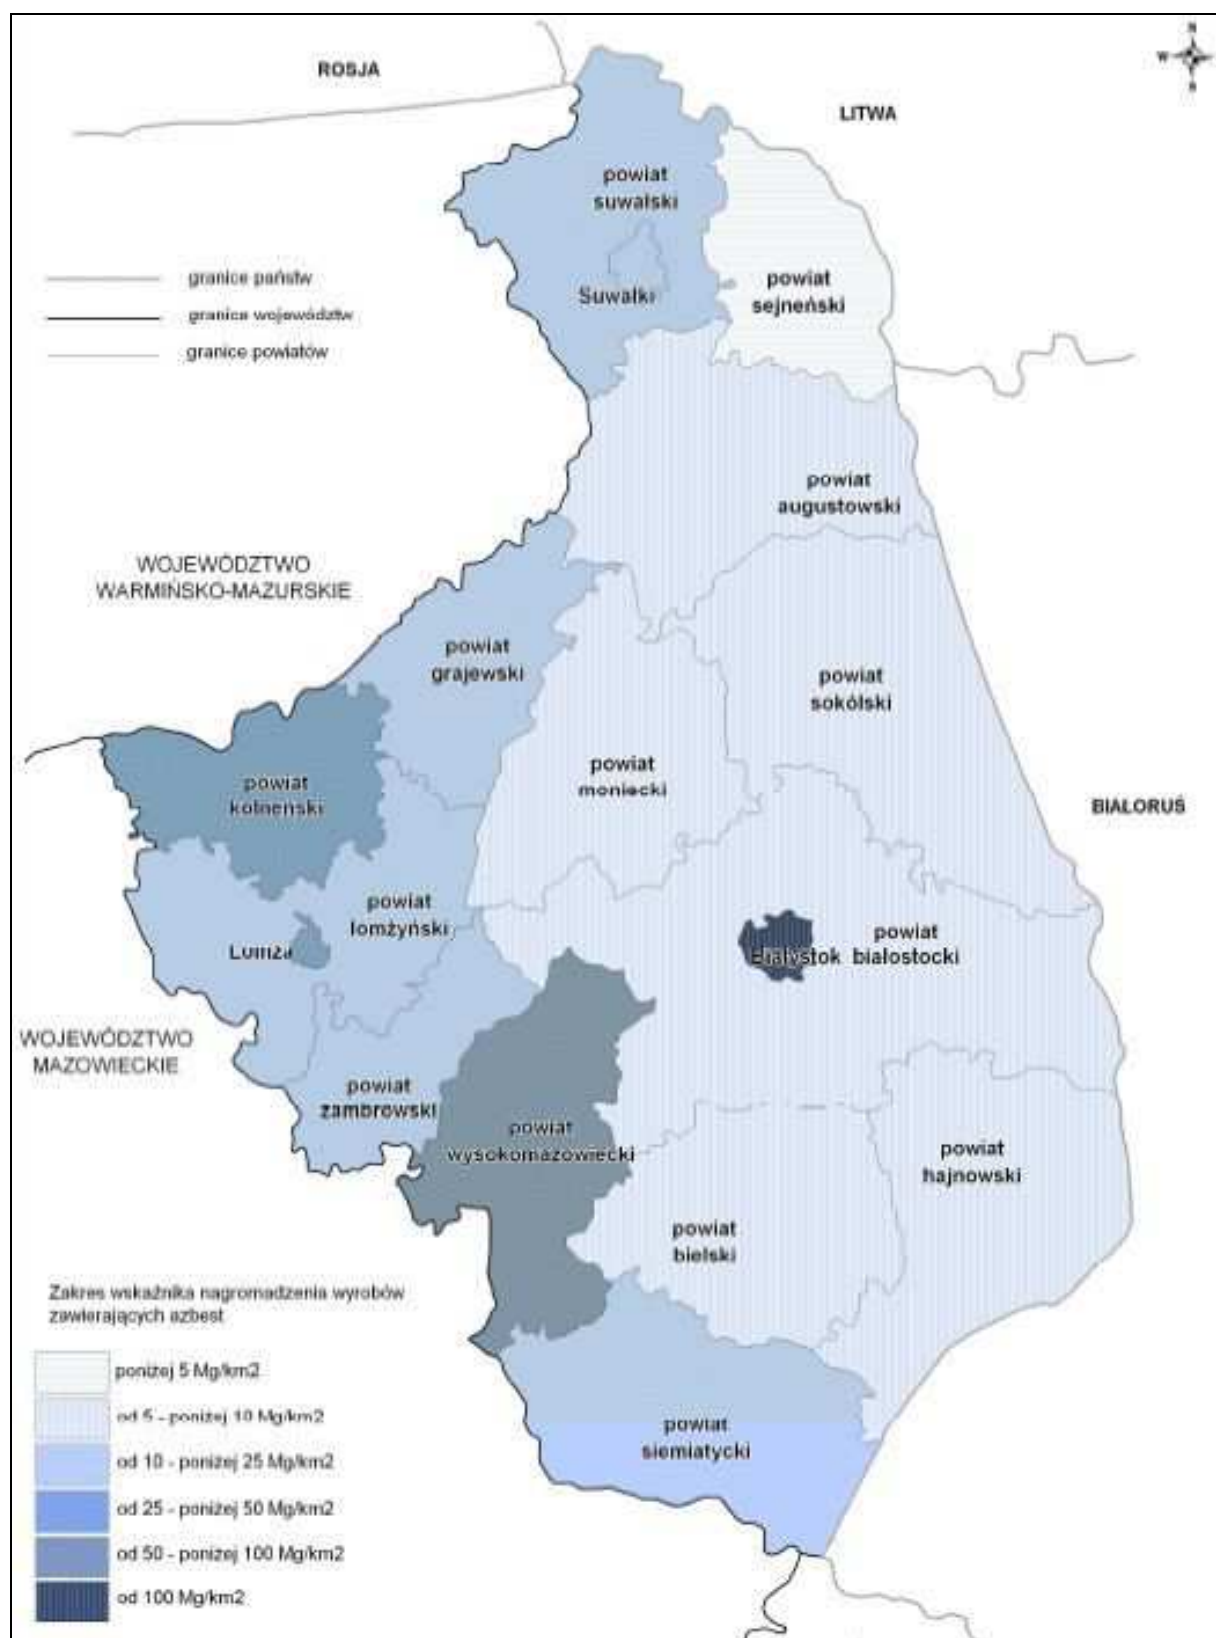 N
W
S
ROSJA
LITWA
powiat
suwalski
Suwałki
powiat
sejneński
granice państw
granice województw
granice powiatów
powiat
augustowski
WOJEWÓDZTWO
WARMIŃSKO-MAZURSKIE
powiat
grajewski
powiat
sokólski
powiat
moniecki
powiat
kolneński
BIAŁORUŚ
powiat
łomżyński
Łomża
powiat
Białystok białostocki
WOJEWÓDZTWO
MAZOWIECKIE
powiat
zambrowski
powiat
wysokomazowiecki
powiat
hajnowski
powiat
bielski
Zakres wskaźnika nagromadzenia wyrobów
zawierających azbest
poniżej 5 Mg/km2
od 5 - poniżej 10 Mg/km2
od 10 - poniżej 25 Mg/km2
od 25 - poniżej 50 Mg/km2
od 50 - poniżej 100 Mg/km2
od 100 Mg/km2
powiat
siemiatycki